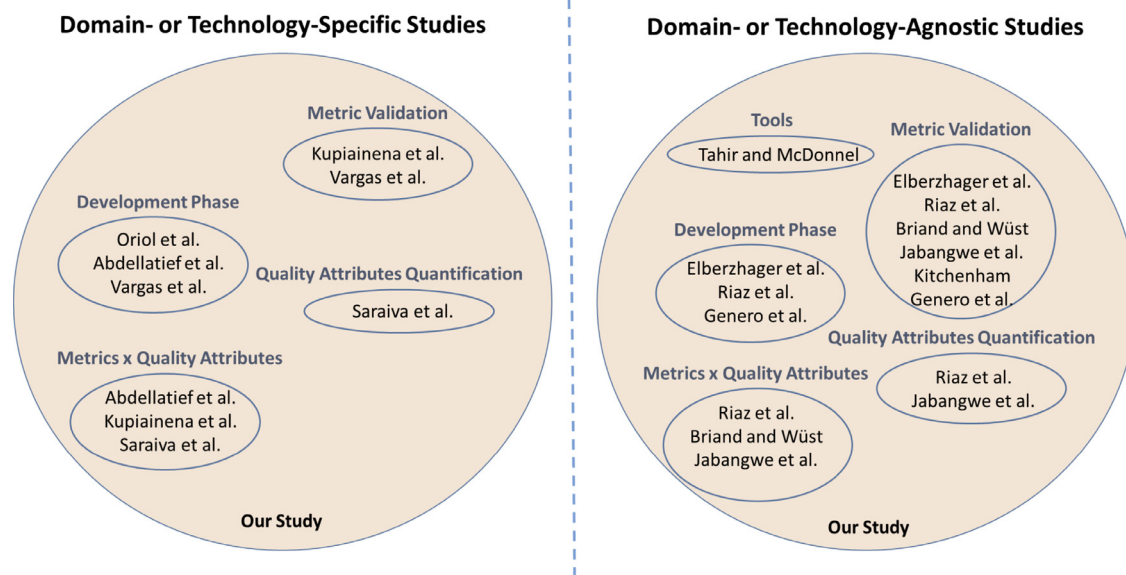 Domain- or Technology-Specific Studies
Metric Validation
Kupiainena et al.
Vargas et al.
Development Phase
Oriol et al.
Abdellatief et al.
Vargas et al.
Quality Attributes Quantification
Saraiva et al.
Metrics x Quality Attributes
Abdellatief et al.
Kupiainena et al.
Saraiva et al.
Our Study
Domain- or Technology-Agnostic Studies
Tools
Tahir and McDonnel
Metric Validation
Elberzhager et al.
Riaz et al.
Briand and Wüst
Jabangwe et al.
Kitchenham
Genero et al.
Development Phase
Elberzhager et al.
Riaz et al.
Genero et al.
Quality Attributes Quantification
Riaz et al.
Jabangwe et al.
Metrics x Quality Attributes
Riaz et al.
Briand and Wüst
Jabangwe et al.
Our Study